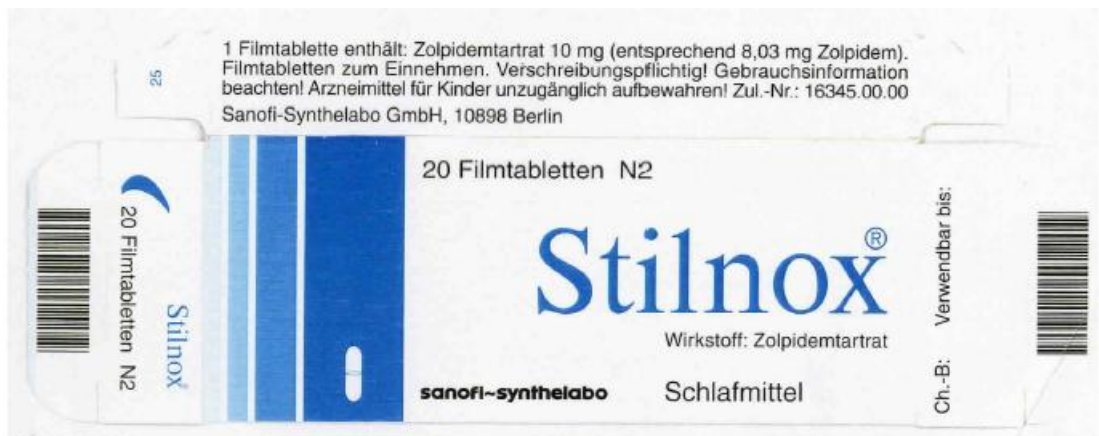 1 Filmtablette enthält: Zolpidemtartrat 10 mg (entsprechend 8,03 mg Zolpidem).
Filmtabletten zum Einnehmen. Verschreibungspflichtig! Gebrauchsinformation
beachten! Arzneimittel für Kinder unzugänglich aufbewahren! Zul.-Nr.: 16345.00.00
Sanofi-Synthelabo GmbH, 10898 Berlin
25
20 Filmtabletten N2
Stilnox®
Wirkstoff: Zolpidemtartrat
sanofi~synthelabo
Schlafmittel
Stilnox®
20 Filmtabletten N2
Verwendbar bis:
Ch.-B: